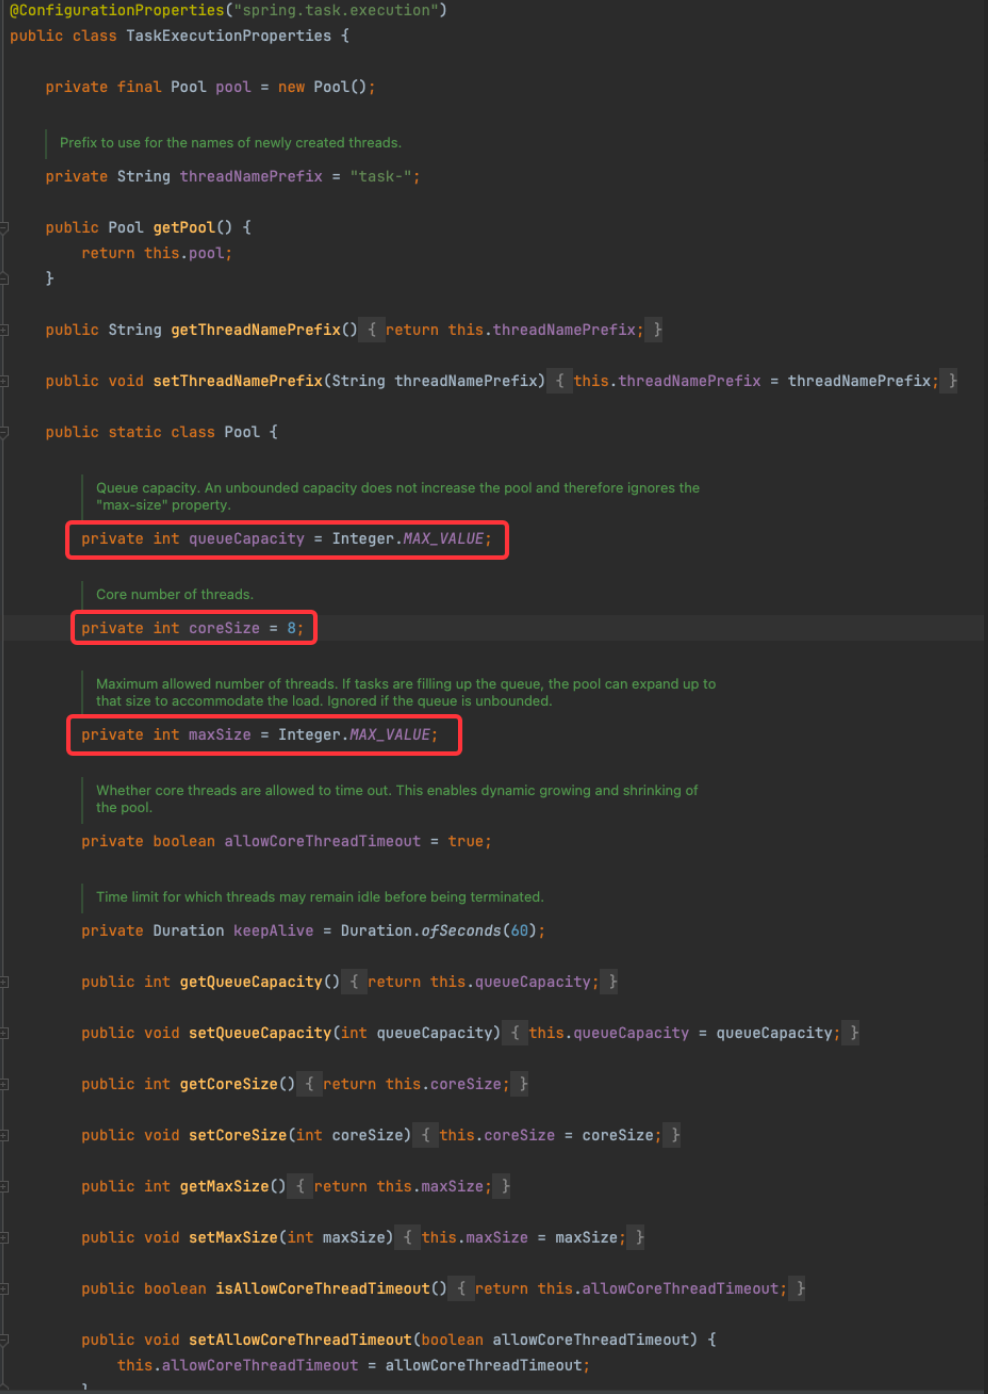 @ConfigurationProperties("spring.task.execution")
public class TaskExecutionProperties {
private final Pool pool = new Pool();
Prefix to use for the names of newly created threads.
private String threadNamePrefix = "task-";
public Pool getPool() {
return this.pool;
}
public String getThreadNamePrefix() { return this.threadNamePrefix; }
public void setThreadNamePrefix(String threadNamePrefix) { this.threadNamePrefix = threadNamePrefix; }
public static class Pool {
Queue capacity. An unbounded capacity does not increase the pool and therefore ignores the
"max-size" property.
private int queueCapacity = Integer.MAX_VALUE;
Core number of threads.
private int coreSize = 8;
Maximum allowed number of threads. If tasks are filling up the queue, the pool can expand up to
that size to accommodate the load. Ignored if the queue is unbounded.
private int maxSize = Integer.MAX_VALUE;
Whether core threads are allowed to time out. This enables dynamic growing and shrinking of
the pool.
private boolean allowCoreThreadTimeout = true;
Time limit for which threads may remain idle before being terminated.
private Duration keepAlive = Duration.ofSeconds(60);
public int getQueueCapacity() { return this.queueCapacity; }
public void setQueueCapacity(int queueCapacity) { this.queueCapacity = queueCapacity; }
public int getCoreSize() { return this.coreSize; }
public void setCoreSize(int coreSize) { this.coreSize = coreSize; }
public int getMaxSize() { return this.maxSize; }
public void setMaxSize(int maxSize) { this.maxSize = maxSize; }
public boolean isAllowCoreThreadTimeout() { return this.allowCoreThreadTimeout; }
public void setAllowCoreThreadTimeout(boolean allowCoreThreadTimeout) {
this.allowCoreThreadTimeout = allowCoreThreadTimeout;
}